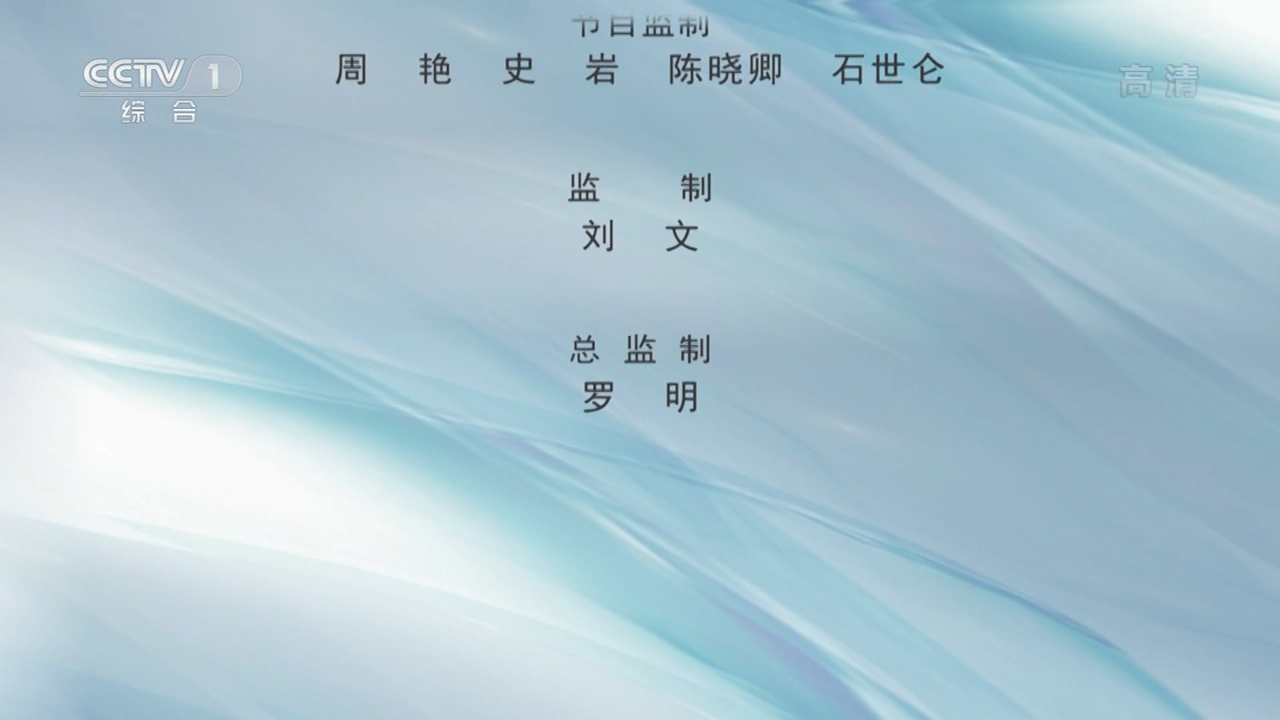 节目监制
CCTV 1
综合
高清
周艳 史岩 陈晓卿 石世仑
监制
刘文
总监制
罗明